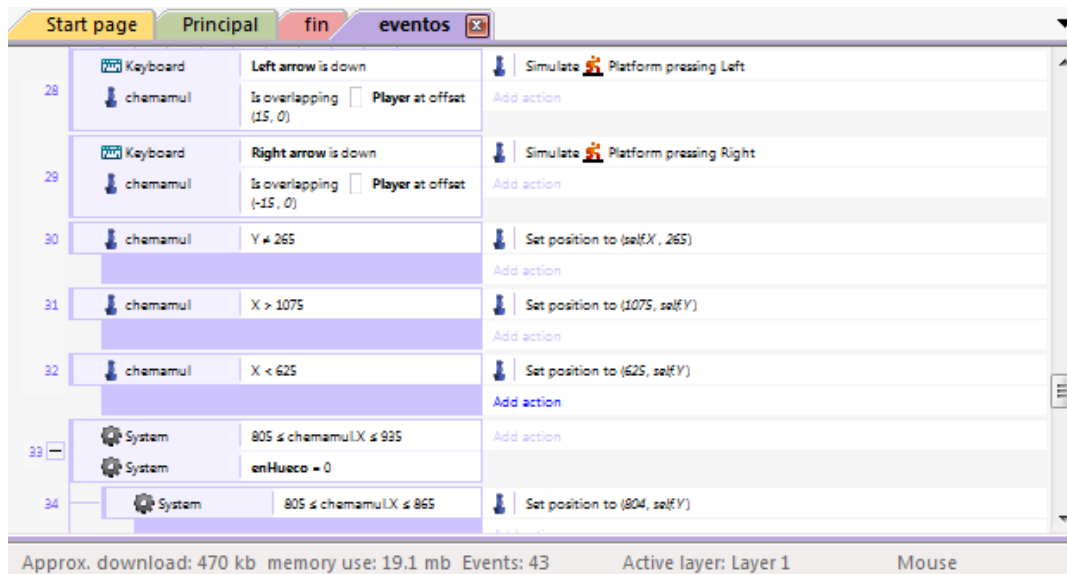 Start page Principal fin eventos
Keyboard Left arrow is down Simulate Platform pressing Left
28 chemamul Is overlapping Player at offset Add action
(15, 0)
Keyboard Right arrow is down Simulate Platform pressing Right
29 chemamul Is overlapping Player at offset Add action
(-15, 0)
30 chemamul Y ≠ 265 Set position to (self.X, 265)
Add action
31 chemamul X > 1075 Set position to (1075, self.Y)
Add action
32 chemamul X < 625 Set position to (625, self.Y)
Add action
33 System 805 ≤ chemamul.X ≤ 935 Add action
System enHueco = 0
34 System 805 ≤ chemamul.X ≤ 865 Set position to (804, self.Y)
Approx. download: 470 kb memory use: 19.1 mb Events: 43 Active layer: Layer 1 Mouse